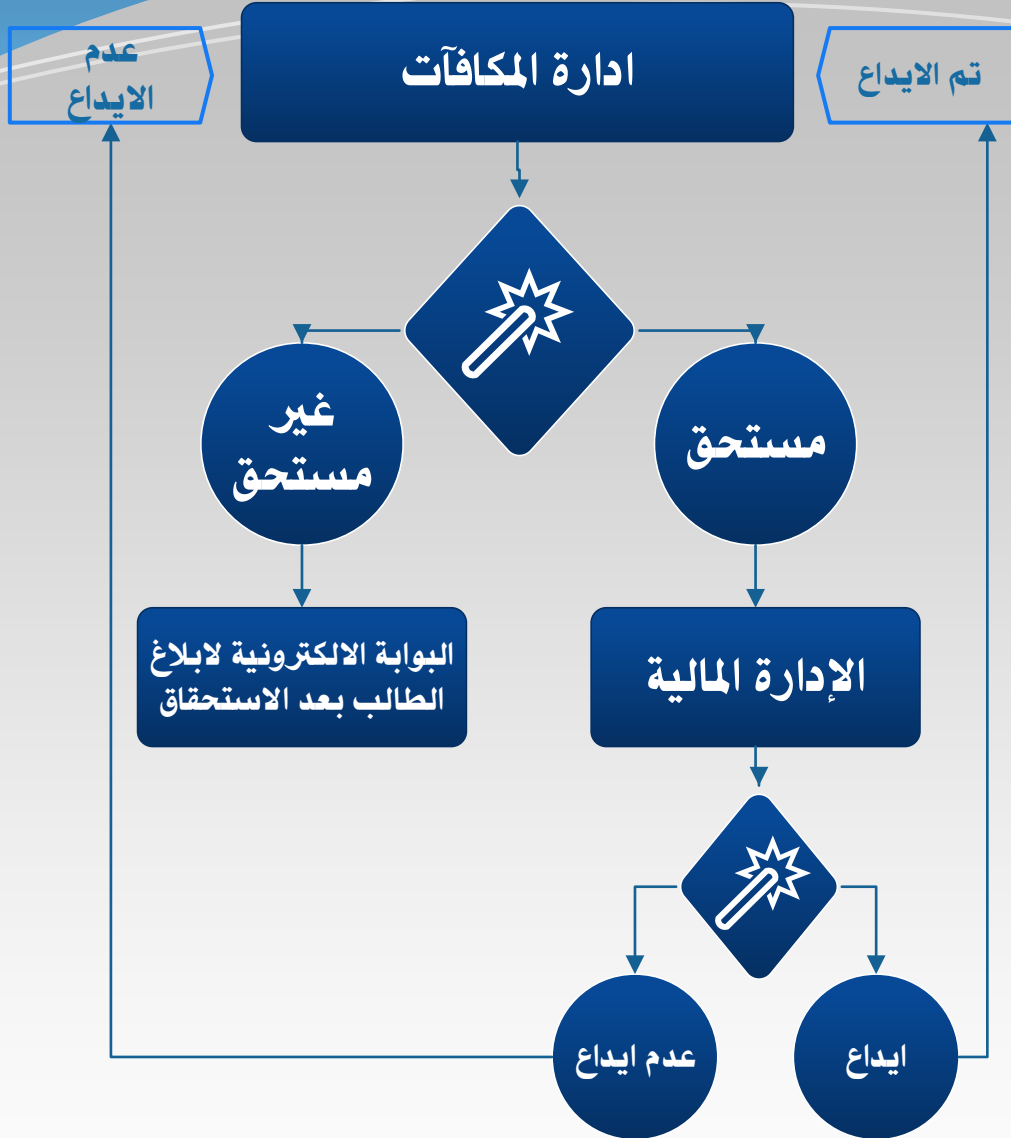 تم الايداع
ادارة المكافآت
عدم
الايداع
مستحق
غير
مستحق
الإدارة المالية
البوابة الالكترونية لابلاغ
الطالب بعد الاستحقاق
ايداع
عدم ايداع